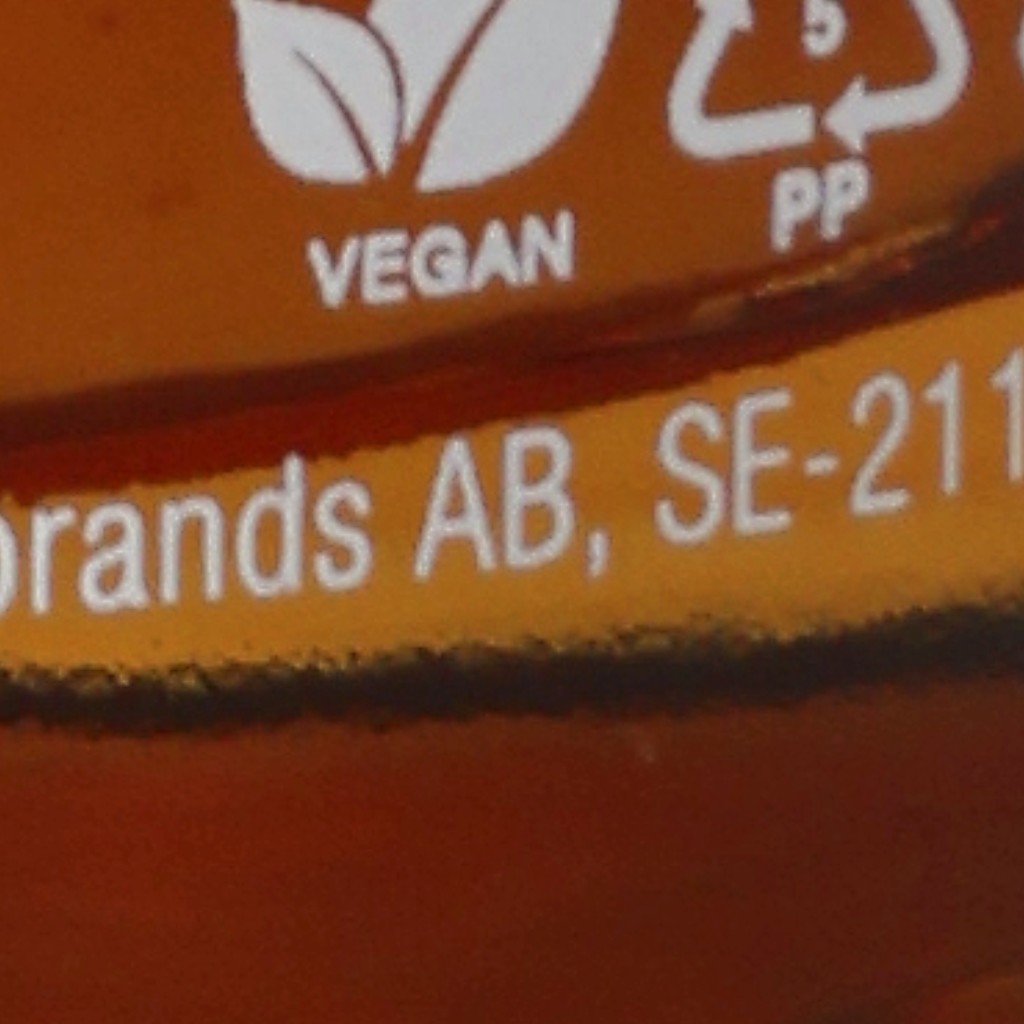 5
PP
VEGAN
brands AB, SE-211